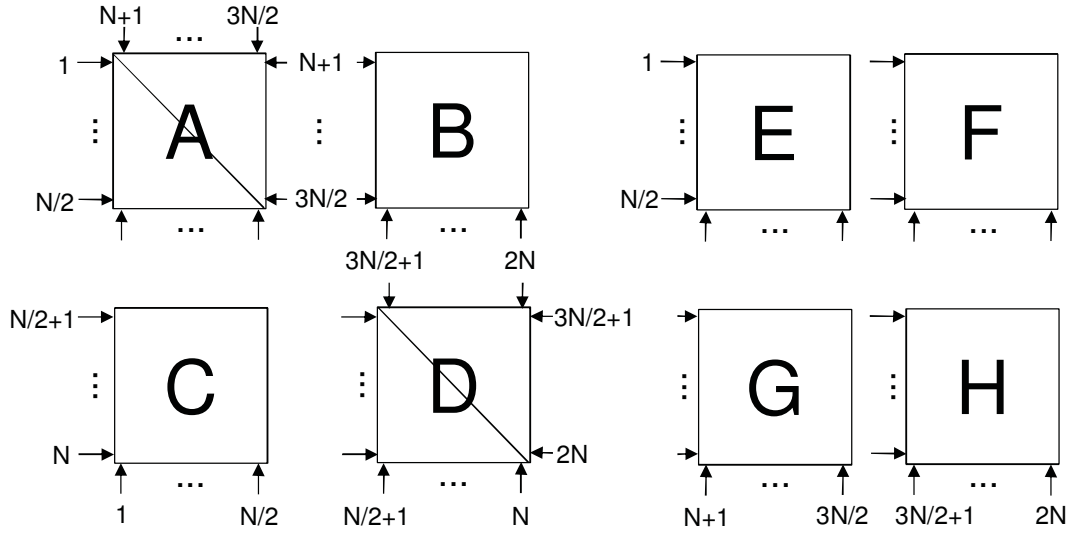 N+1 ... 3N/2
1 N+1 1
A B E F
... ... ... ...
N/2 3N/2 N/2
... ... ... ...
3N/2+1 2N
N/2+1 3N/2+1
C D G H
... ... ... ...
N 2N
... ... ... ...
1 N/2 N/2+1 N N+1 3N/2 3N/2+1 2N